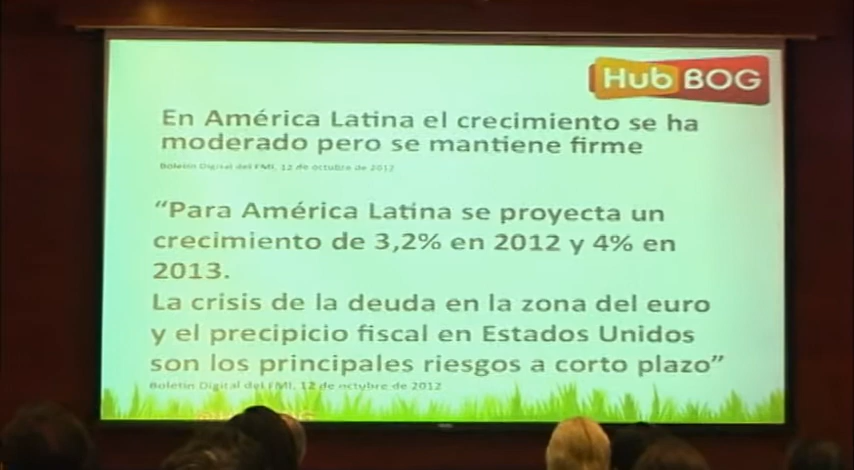 Hub BOG
En América Latina el crecimiento se ha
moderado pero se mantiene firme
Boletín Digital del FMI, 12 de octubre de 2012
“Para América Latina se proyecta un
crecimiento de 3,2% en 2012 y 4% en
2013.
La crisis de la deuda en la zona del euro
y el precipicio fiscal en Estados Unidos
son los principales riesgos a corto plazo”
Boletín Digital del FMI, 12 de octubre de 2012